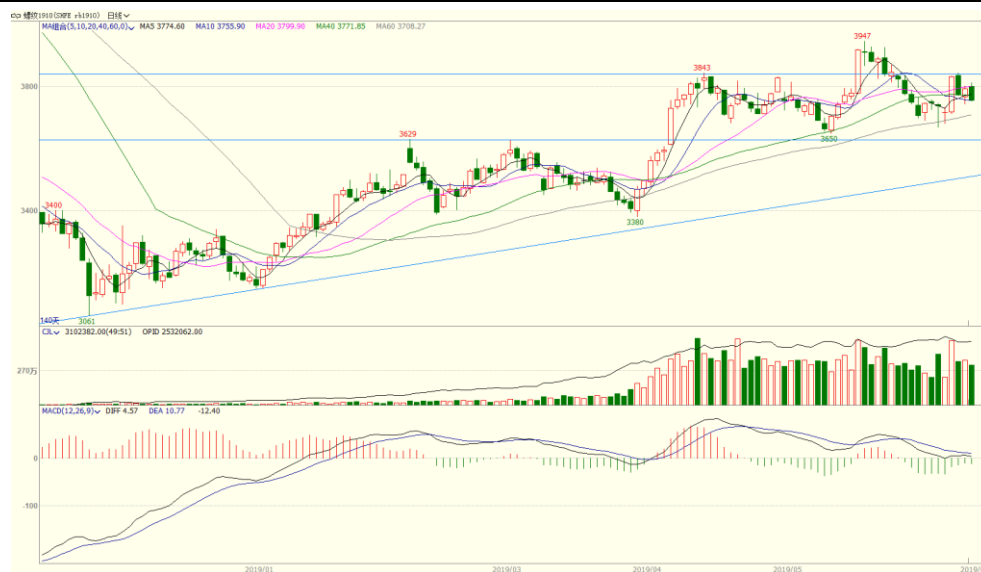 螺纹1910(SHFE rb1910) 日线
MA组合(5,10,20,40,60,0) MA5 3774.60 MA10 3755.90 MA20 3799.90 MA40 3771.85 MA60 3708.27
3947
3843
3800
3650
3629
3400
3400
3380
140天
3061
CJL 3102382.00(49:51) OPID 2532062.00
270万
MACD(12,26,9) DIFF 4.57 DEA 10.77 -12.40
0
-100
2019/01 2019/03 2019/04 2019/05